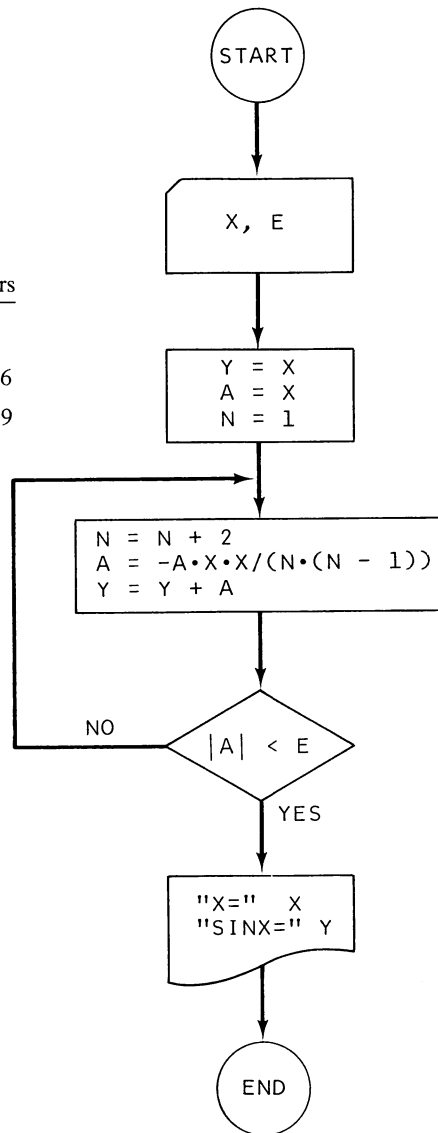 START
X, E
rs
6
9
Y = X
A = X
N = 1
N = N + 2
A = -A·X·X/(N·(N - 1))
Y = Y + A
|A| < E
NO
YES
"X=" X
"SINX=" Y
END